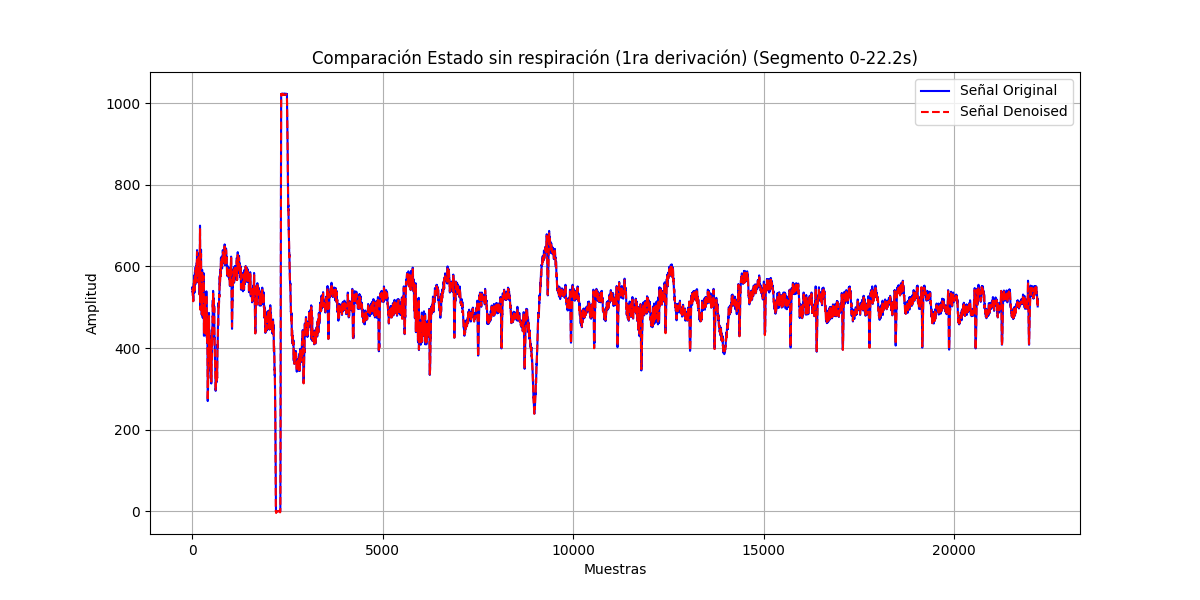 Comparación Estado sin respiración (1ra derivación) (Segmento 0-22.2s)
Señal Original
Señal Denoised
1000
800
600
400
200
0
Amplitud
0 5000 10000 15000 20000
Muestras